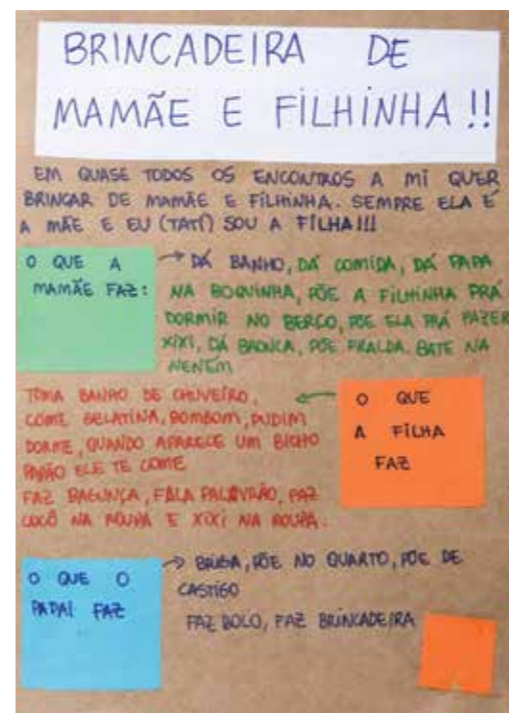 BRINCADEIRA DE
MAMÃE E FILHINHA!!
EM QUASE TODOS OS ENCONTROS A MI QUER
BRINCAR DE MAMÃE E FILHINHA. SEMPRE ELA É
A MÃE E EU (TATÍ) SOU A FILHA!!!
O QUE A
MAMÃE FAZ:
→ DÁ BANHO, DÁ COMIDA, DÁ PAPA
NA BOQUINHA, PÕE A FILHINHA PRÁ
DORMIR NO BERÇO, PÕE ELA PRÁ FAZER
XIXI, DÁ BRONCA, PÕE FRALDA. BATE NA
NENÉM
O QUE
A FILHA
FAZ
TOMA BANHO DE CHUVEIRO,
COME GELATINA, BOMBOM, PUDIM
DORME, QUANDO APARECE UM BICHO
PAPÃO ELE TE COME
FAZ BAGUNÇA, FALA PALAVRÃO, FAZ
COCÔ NA ROUPA E XIXI NA ROUPA.
O QUE O
PAPAI FAZ
→ BRIGA, PÕE NO QUARTO, PÕE DE
CASTIGO
FAZ BOLO, FAZ BRINCADEIRA